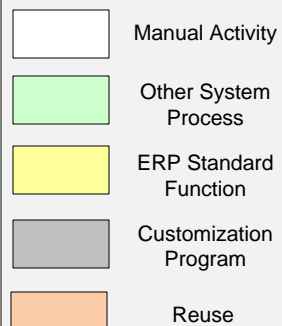 Manual Activity
Other System
Process
ERP Standard
Function
Customization
Program
Reuse